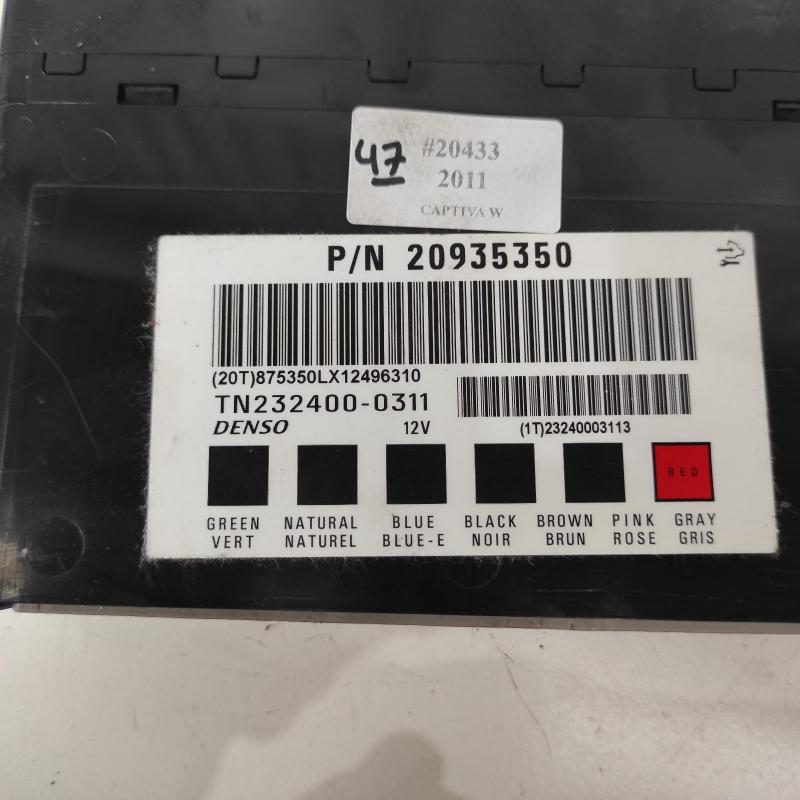 47
#20433
2011
CAPTIVA W
P/N 20935350
(20T)875350LX12496310
TN232400-0311
DENSO 12V (1T)23240003113
RED
GREEN NATURAL BLUE BLACK BROWN PINK GRAY
VERT NATUREL BLUE-E NOIR BRUN ROSE GRIS